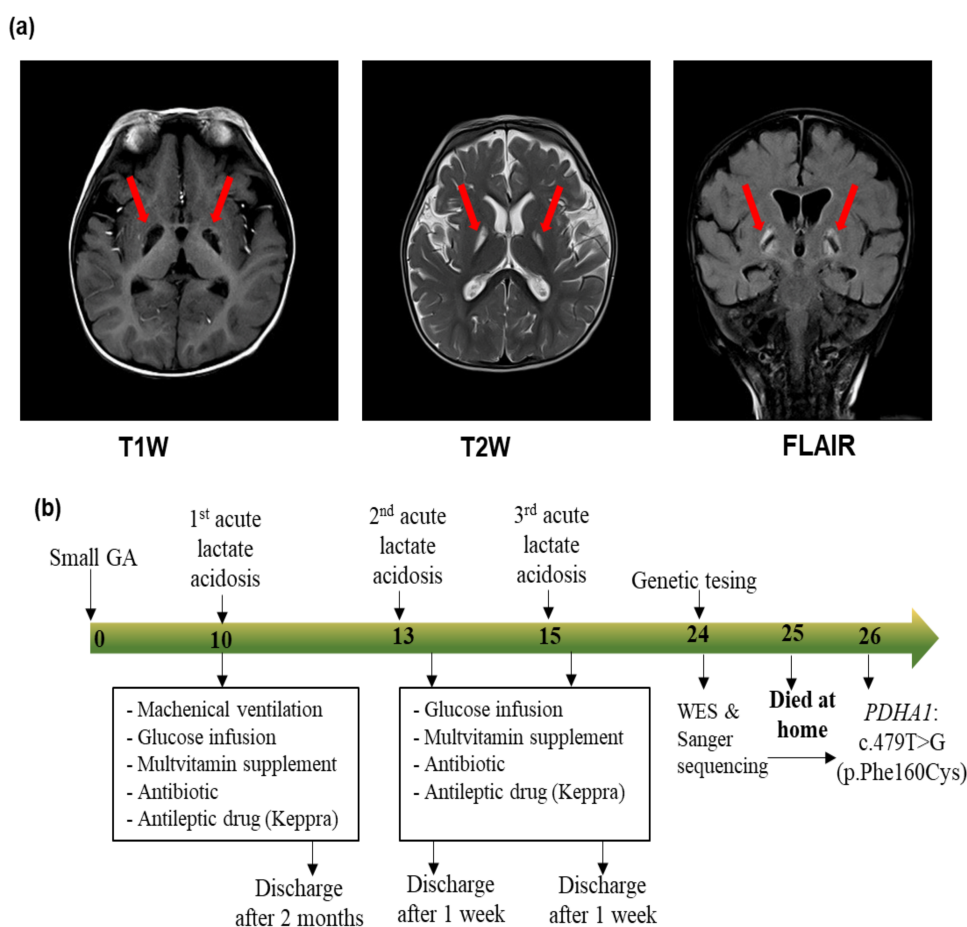 (a)
T1W
T2W
FLAIR
(b)
Small GA
1st acute
lactate
acidosis
2nd acute
lactate
acidosis
3rd acute
lactate
acidosis
Genetic tesing
0
10
13
15
24
25
26
- Machenical ventilation
- Glucose infusion
- Multvitamin supplement
- Antibiotic
- Antileptic drug (Keppra)
- Glucose infusion
- Multvitamin supplement
- Antibiotic
- Antileptic drug (Keppra)
WES &
Sanger
sequencing
Died at
home
PDHA1:
c.479T>G
(p.Phe160Cys)
Discharge
after 2 months
Discharge
after 1 week
Discharge
after 1 week